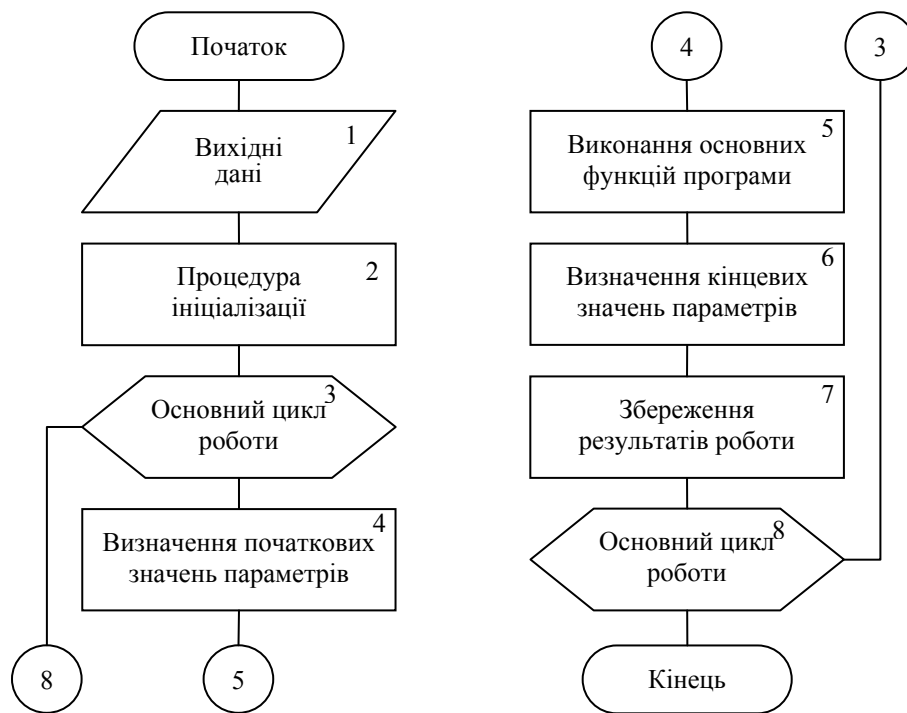 Початок
1
Вихідні
дані
2
Процедура
ініціалізації
3
Основний цикл
роботи
4
Визначення початкових
значень параметрів
8
5
4
3
5
Виконання основних
функцій програми
6
Визначення кінцевих
значень параметрів
7
Збереження
результатів роботи
8
Основний цикл
роботи
Кінець